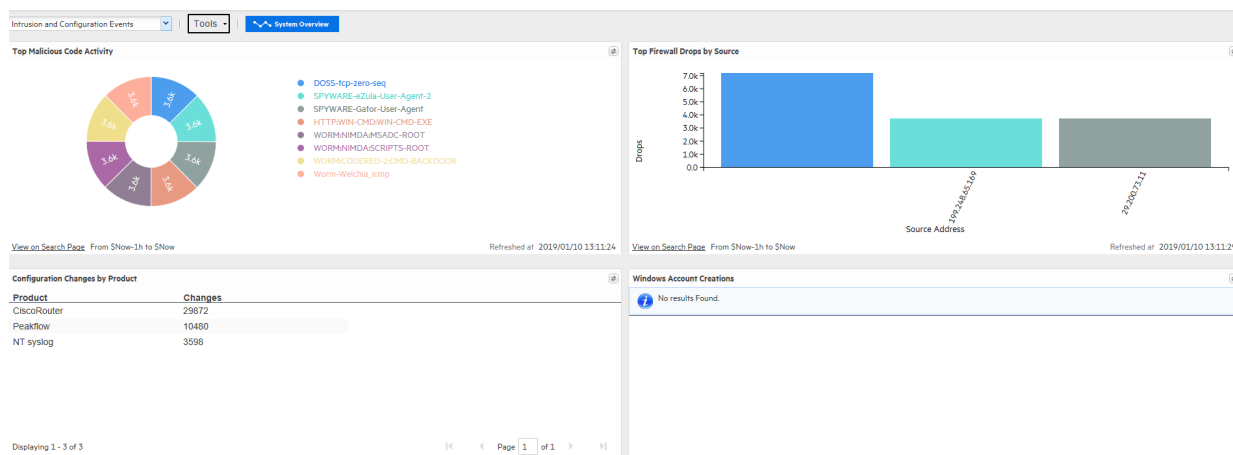 Intrusion and Configuration Events
Tools
System Overview
Top Malicious Code Activity
3.6k
3.6k
3.6k
3.6k
3.6k
3.6k
3.6k
3.6k
DOSS-tcp-zero-seq
SPYWARE-eZula-User-Agent-2
SPYWARE-Gator-User-Agent
HTTP:WIN-CMD:WIN-CMD-EXE
WORM:NIMDA:MSADC-ROOT
WORM:NIMDA:SCRIPTS-ROOT
WORM:CODERED-2:CMD-BACKDOOR
Worm-Welchia_icmp
View on Search Page From $Now-1h to $Now
Refreshed at 2019/01/10 13:11:24
Top Firewall Drops by Source
7.0k
6.0k
5.0k
4.0k
3.0k
2.0k
1.0k
0.0
Drops
199.248.65.169
29.200.73.11
Source Address
View on Search Page From $Now-1h to $Now
Refreshed at 2019/01/10 13:11:29
Configuration Changes by Product
Product Changes
CiscoRouter 29872
Peakflow 10480
NT syslog 3598
Displaying 1 - 3 of 3
Page 1 of 1
Windows Account Creations
No results Found.